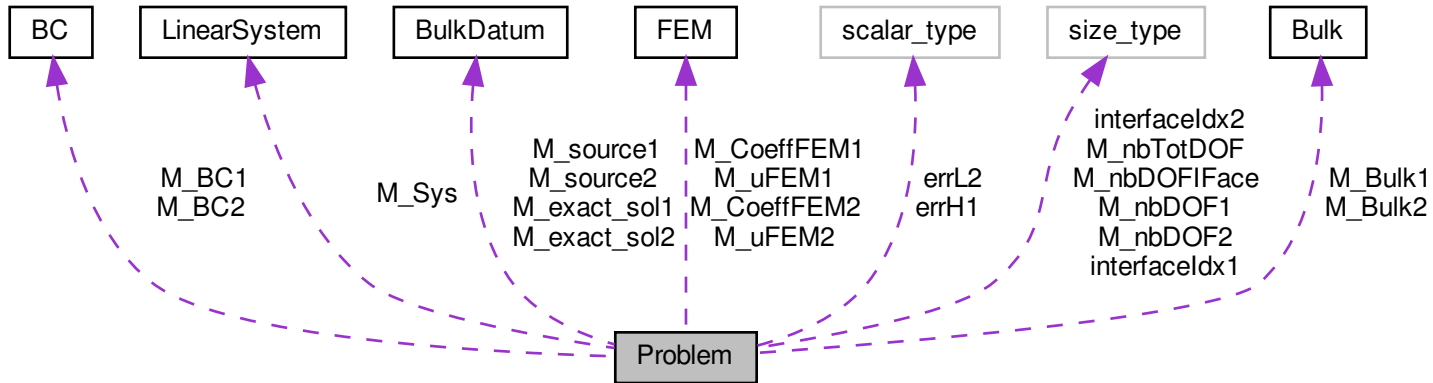 BC
LinearSystem
BulkDatum
FEM
scalar_type
size_type
Bulk
M_BC1
M_BC2
M_Sys
M_source1
M_source2
M_exact_sol1
M_exact_sol2
M_CoeffFEM1
M_uFEM1
M_CoeffFEM2
M_uFEM2
errL2
errH1
interfaceIdx2
M_nbTotDOF
M_nbDOFIFace
M_nbDOF1
M_nbDOF2
interfaceIdx1
M_Bulk1
M_Bulk2
Problem